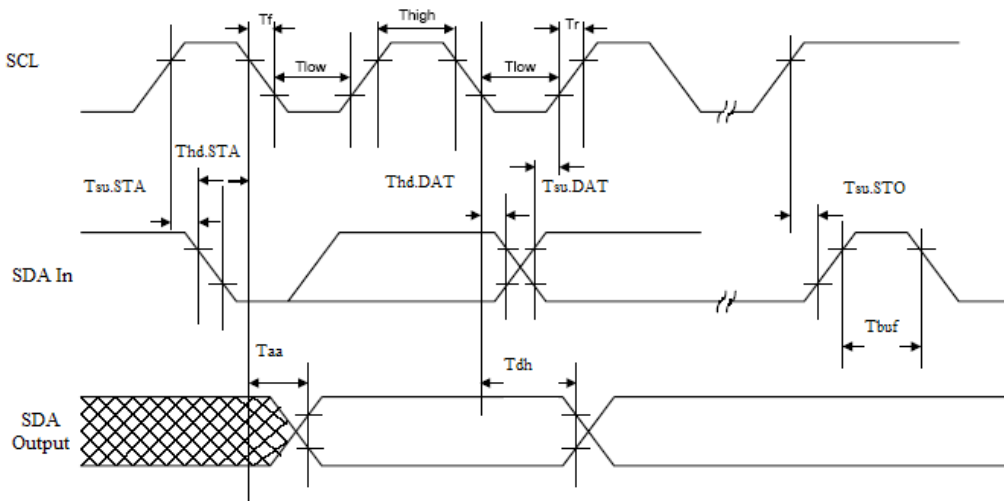 Tf
Thigh
Tr
SCL
Tlow
Tlow
Thd.STA
Tsu.STA
Thd.DAT
Tsu.DAT
Tsu.STO
SDA In
Tbuf
Taa
Tdh
SDA
Output